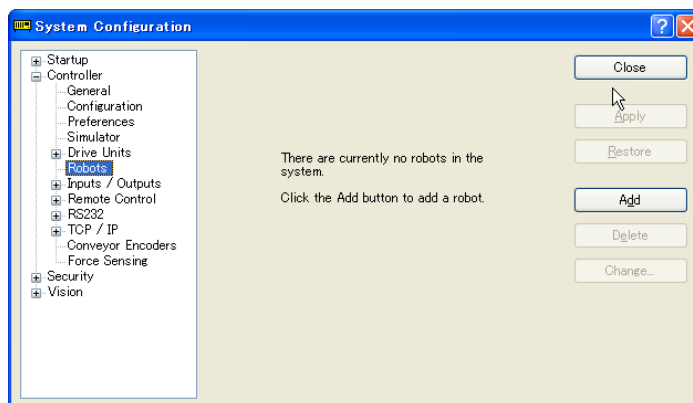 System Configuration
Startup
Controller
General
Configuration
Preferences
Simulator
Drive Units
Robots
Inputs / Outputs
Remote Control
RS232
TCP / IP
Conveyor Encoders
Force Sensing
Security
Vision
There are currently no robots in the
system.
Click the Add button to add a robot.
Close
Apply
Restore
Add
Delete
Change...